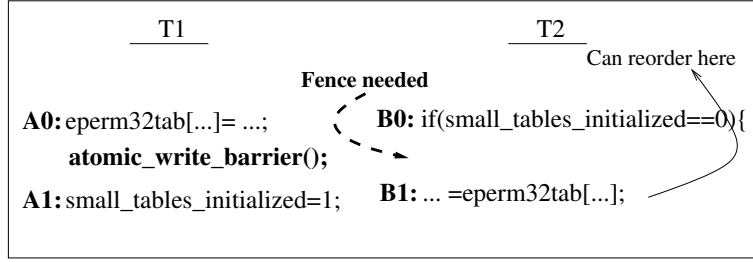 T1
T2
Can reorder here
Fence needed
A0: eperm32tab[...]= ...;
B0: if(small_tables_initialized==0){
atomic_write_barrier();
A1: small_tables_initialized=1;
B1: ... =eperm32tab[...];